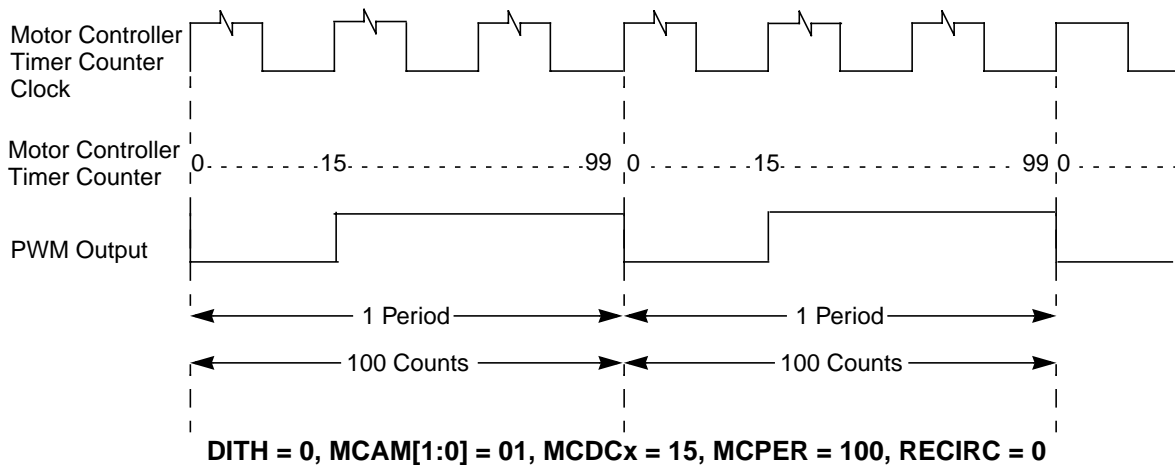 Motor Controller
Timer Counter
Clock
Motor Controller
Timer Counter
0 15 99 0 15 99 0
PWM Output
1 Period 1 Period
100 Counts 100 Counts
DITH = 0, MCAM[1:0] = 01, MCDCx = 15, MCPER = 100, RECIRC = 0